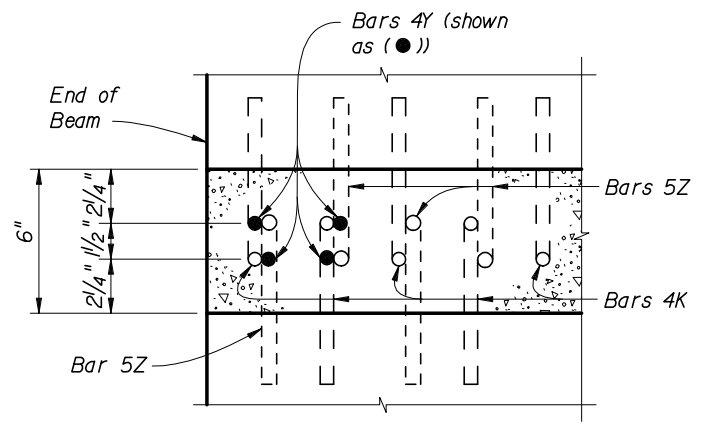 Bars 4Y (shown
as ( ● ))
End of
Beam
Bars 5Z
6"
2¼"
1½"
2¼"
Bars 4K
Bar 5Z